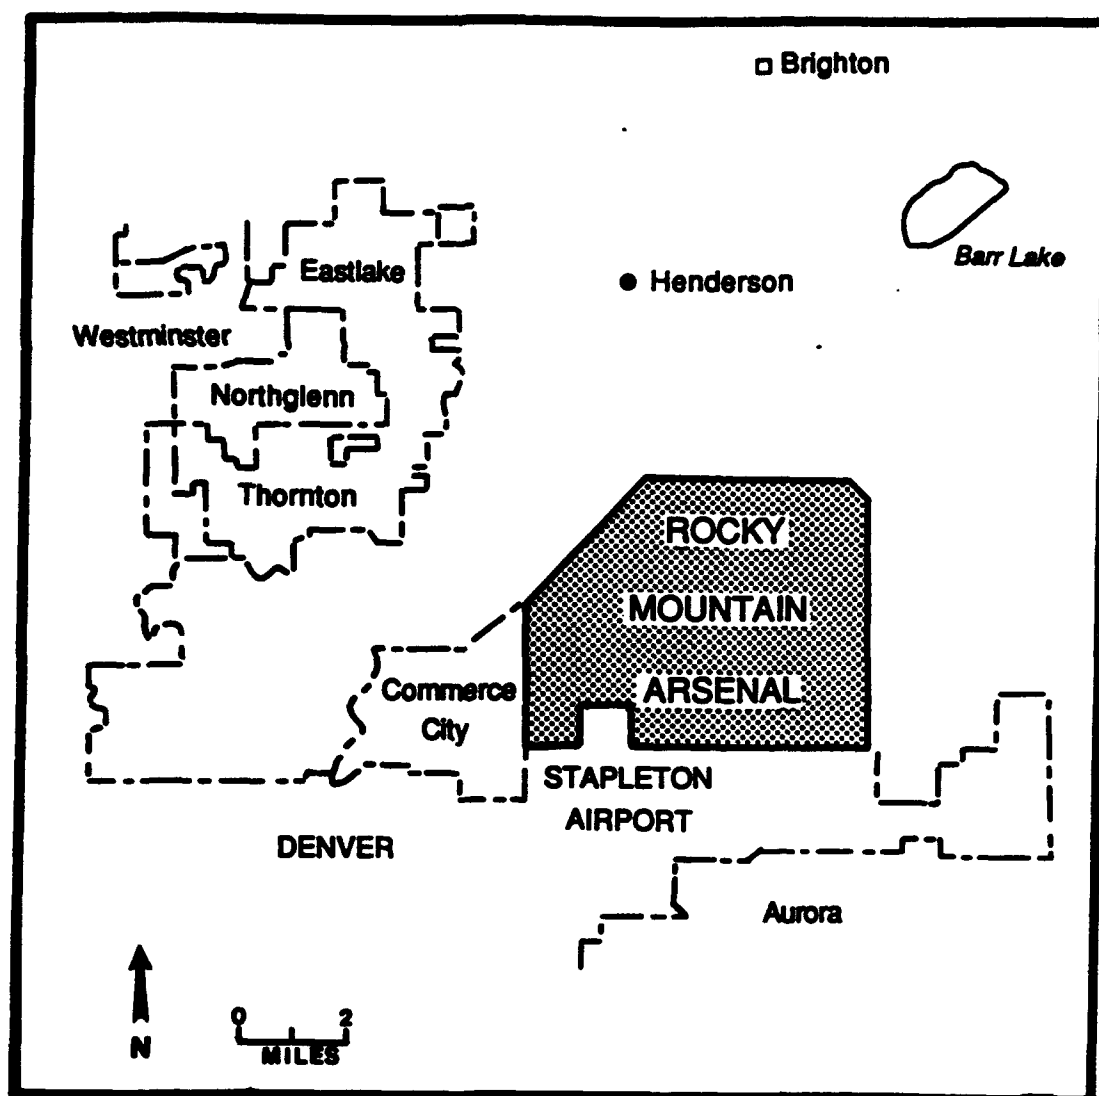 Brighton
Barr Lake
Eastlake
Henderson
Westminster
Northglenn
Thornton
ROCKY
MOUNTAIN
ARSENAL
Commerce
City
STAPLETON
AIRPORT
DENVER
Aurora
N
0 2
MILES